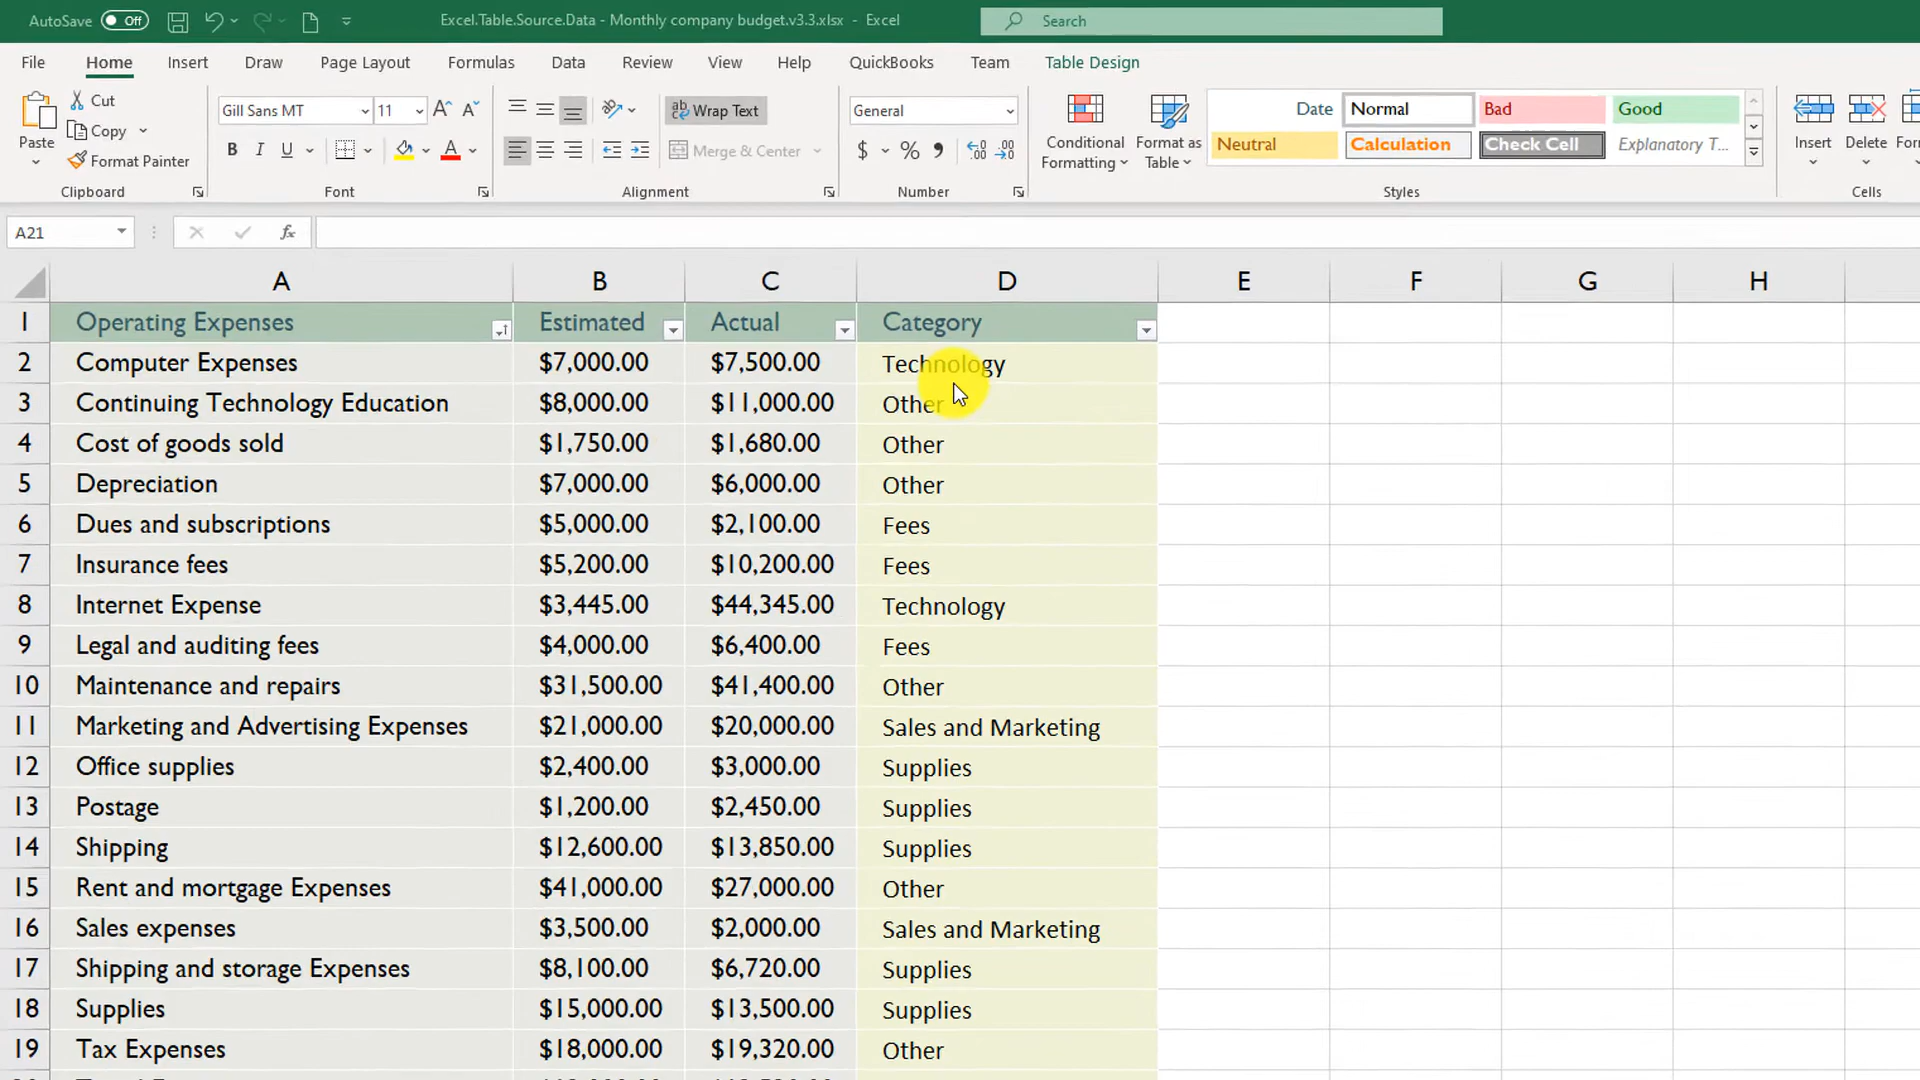 AutoSave Off Excel.Table.Source.Data - Monthly company budget.v3.3.xlsx - Excel Search
File Home Insert Draw Page Layout Formulas Data Review View Help QuickBooks Team Table Design
Paste Cut Copy Format Painter
Clipboard
Gill Sans MT 11
B I U
Font
Wrap Text
Merge & Center
Alignment
General
$ % 9
Number
Conditional Formatting
Format as Table
Date Normal Bad Good
Neutral Calculation Check Cell Explanatory T...
Styles
Insert Delete
Cells
A21 fx
A B C D E F G H
1 Operating Expenses Estimated Actual Category
2 Computer Expenses $7,000.00 $7,500.00 Technology
3 Continuing Technology Education $8,000.00 $11,000.00 Other
4 Cost of goods sold $1,750.00 $1,680.00 Other
5 Depreciation $7,000.00 $6,000.00 Other
6 Dues and subscriptions $5,000.00 $2,100.00 Fees
7 Insurance fees $5,200.00 $10,200.00 Fees
8 Internet Expense $3,445.00 $44,345.00 Technology
9 Legal and auditing fees $4,000.00 $6,400.00 Fees
10 Maintenance and repairs $31,500.00 $41,400.00 Other
11 Marketing and Advertising Expenses $21,000.00 $20,000.00 Sales and Marketing
12 Office supplies $2,400.00 $3,000.00 Supplies
13 Postage $1,200.00 $2,450.00 Supplies
14 Shipping $12,600.00 $13,850.00 Supplies
15 Rent and mortgage Expenses $41,000.00 $27,000.00 Other
16 Sales expenses $3,500.00 $2,000.00 Sales and Marketing
17 Shipping and storage Expenses $8,100.00 $6,720.00 Supplies
18 Supplies $15,000.00 $13,500.00 Supplies
19 Tax Expenses $18,000.00 $19,320.00 Other